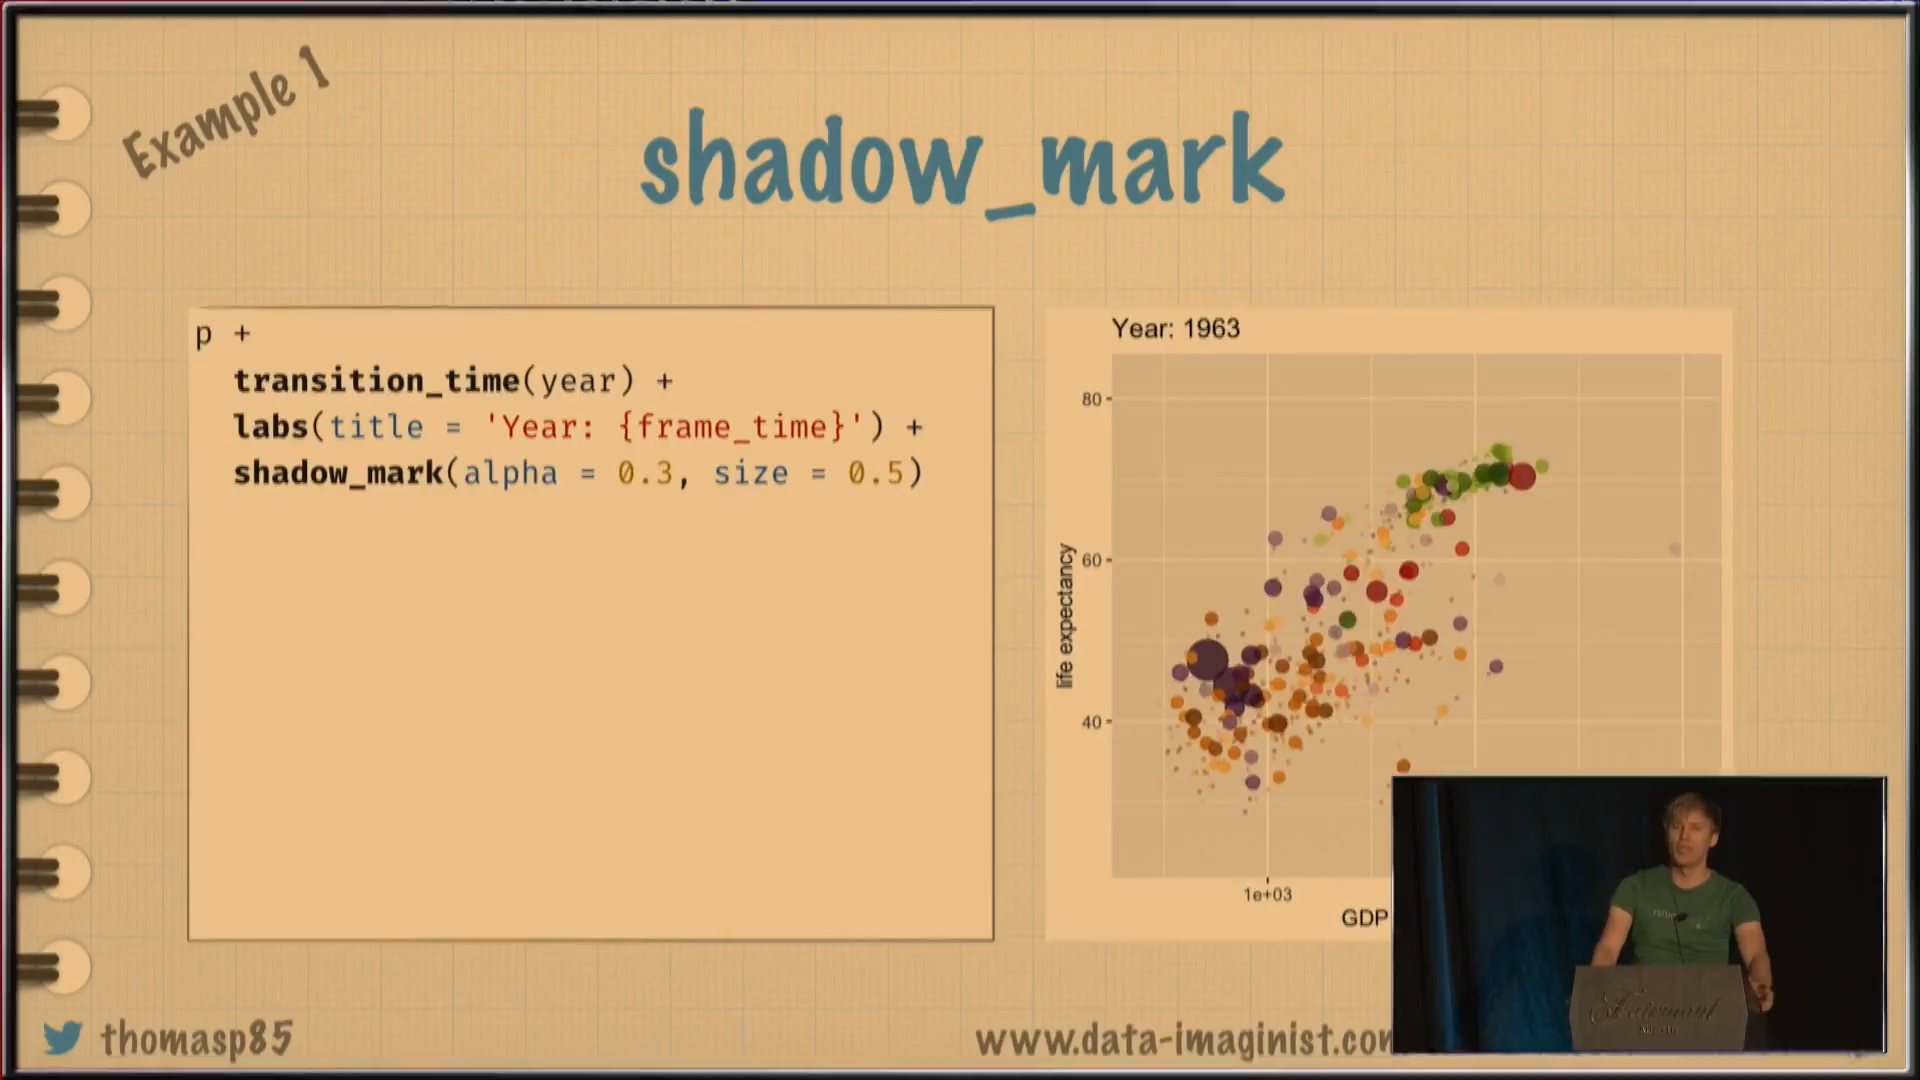 Example 1
shadow_mark
p +
transition_time(year) +
labs(title = 'Year: {frame_time}') +
shadow_mark(alpha = 0.3, size = 0.5)
Year: 1963
80
60
40
life expectancy
1e+03
GDP
thomasp85
www.data-imaginist.com
Fairmont